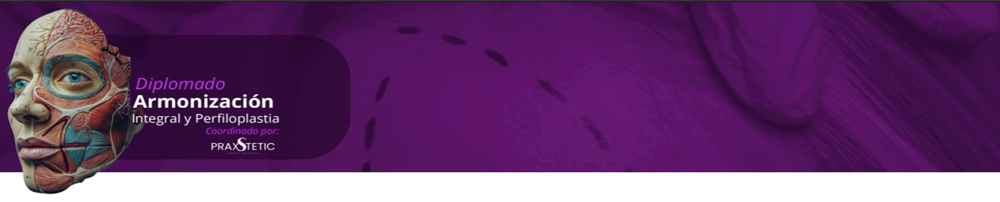 Diplomado
Armonización
Integral y Perfiloplastia
Coordinado por:
PRAXSTETIC